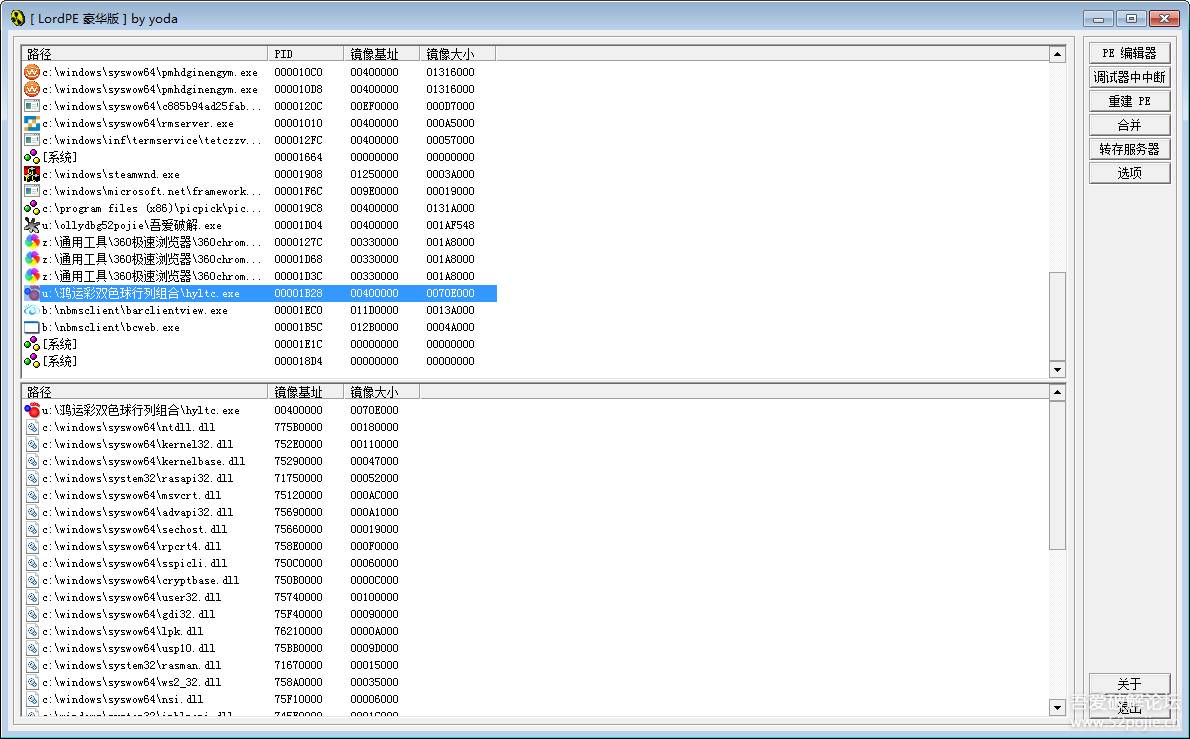 [ LordPE 豪华版 ] by yoda
路径 PID 镜像基址 镜像大小
c:\windows\syswow64\pmhdginengym.exe 000010C0 00400000 01316000
c:\windows\syswow64\pmhdginengym.exe 000010D8 00400000 01316000
c:\windows\syswow64\c885b94ad25fab... 0000120C 00EF0000 000D7000
c:\windows\syswow64\rmserver.exe 00001010 00400000 000A5000
c:\windows\inf\termservice\tetczzv... 000012FC 00400000 00057000
[系统] 00001664 00000000 00000000
c:\windows\steamwnd.exe 00001908 01250000 0003A000
c:\windows\microsoft.net\framework... 00001F6C 009E0000 00019000
c:\program files (x86)\picpick\pic... 000019C8 00400000 0131A000
u:\ollydbg52pojie\吾爱破解.exe 00001D04 00400000 001AF548
z:\通用工具\360极速浏览器\360chrom... 0000127C 00330000 001A8000
z:\通用工具\360极速浏览器\360chrom... 00001D68 00330000 001A8000
z:\通用工具\360极速浏览器\360chrom... 00001D3C 00330000 001A8000
u:\鸿运彩双色球行列组合\hyltc.exe 00001B28 00400000 0070E000
b:\nbmsclient\barclientview.exe 00001EC0 011D0000 0013A000
b:\nbmsclient\bcweb.exe 00001B5C 012B0000 0004A000
[系统] 00001E1C 00000000 00000000
[系统] 000018D4 00000000 00000000
路径 镜像基址 镜像大小
u:\鸿运彩双色球行列组合\hyltc.exe 00400000 0070E000
c:\windows\syswow64\ntdll.dll 775B0000 00180000
c:\windows\syswow64\kernel32.dll 752E0000 00110000
c:\windows\syswow64\kernelbase.dll 75290000 00047000
c:\windows\system32\rasapi32.dll 71750000 00052000
c:\windows\syswow64\msvcrt.dll 75120000 000AC000
c:\windows\syswow64\advapi32.dll 75690000 000A1000
c:\windows\syswow64\sechost.dll 75660000 00019000
c:\windows\syswow64\rpcrt4.dll 758E0000 000F0000
c:\windows\syswow64\sspicli.dll 750C0000 00060000
c:\windows\syswow64\cryptbase.dll 750B0000 0000C000
c:\windows\syswow64\user32.dll 75740000 00100000
c:\windows\syswow64\gdi32.dll 75F40000 00090000
c:\windows\syswow64\lpk.dll 76210000 0000A000
c:\windows\syswow64\usp10.dll 75BB0000 0009D000
c:\windows\system32\rasman.dll 71670000 00015000
c:\windows\syswow64\ws2_32.dll 758A0000 00035000
c:\windows\syswow64\nsi.dll 75F10000 00006000
PE 编辑器
调试器中中断
重建 PE
合并
转存服务器
选项
关于
退出
吾爱破解论坛
www.52pojie.cn